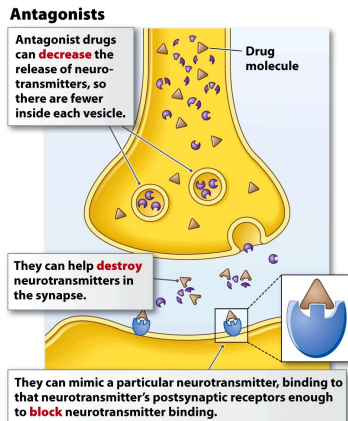 Antagonists
Antagonist drugs
can decrease the
release of neuro-
transmitters, so
there are fewer
inside each vesicle.
Drug
molecule
They can help destroy
neurotransmitters in
the synapse.
They can mimic a particular neurotransmitter, binding to
that neurotransmitter's postsynaptic receptors enough
to block neurotransmitter binding.